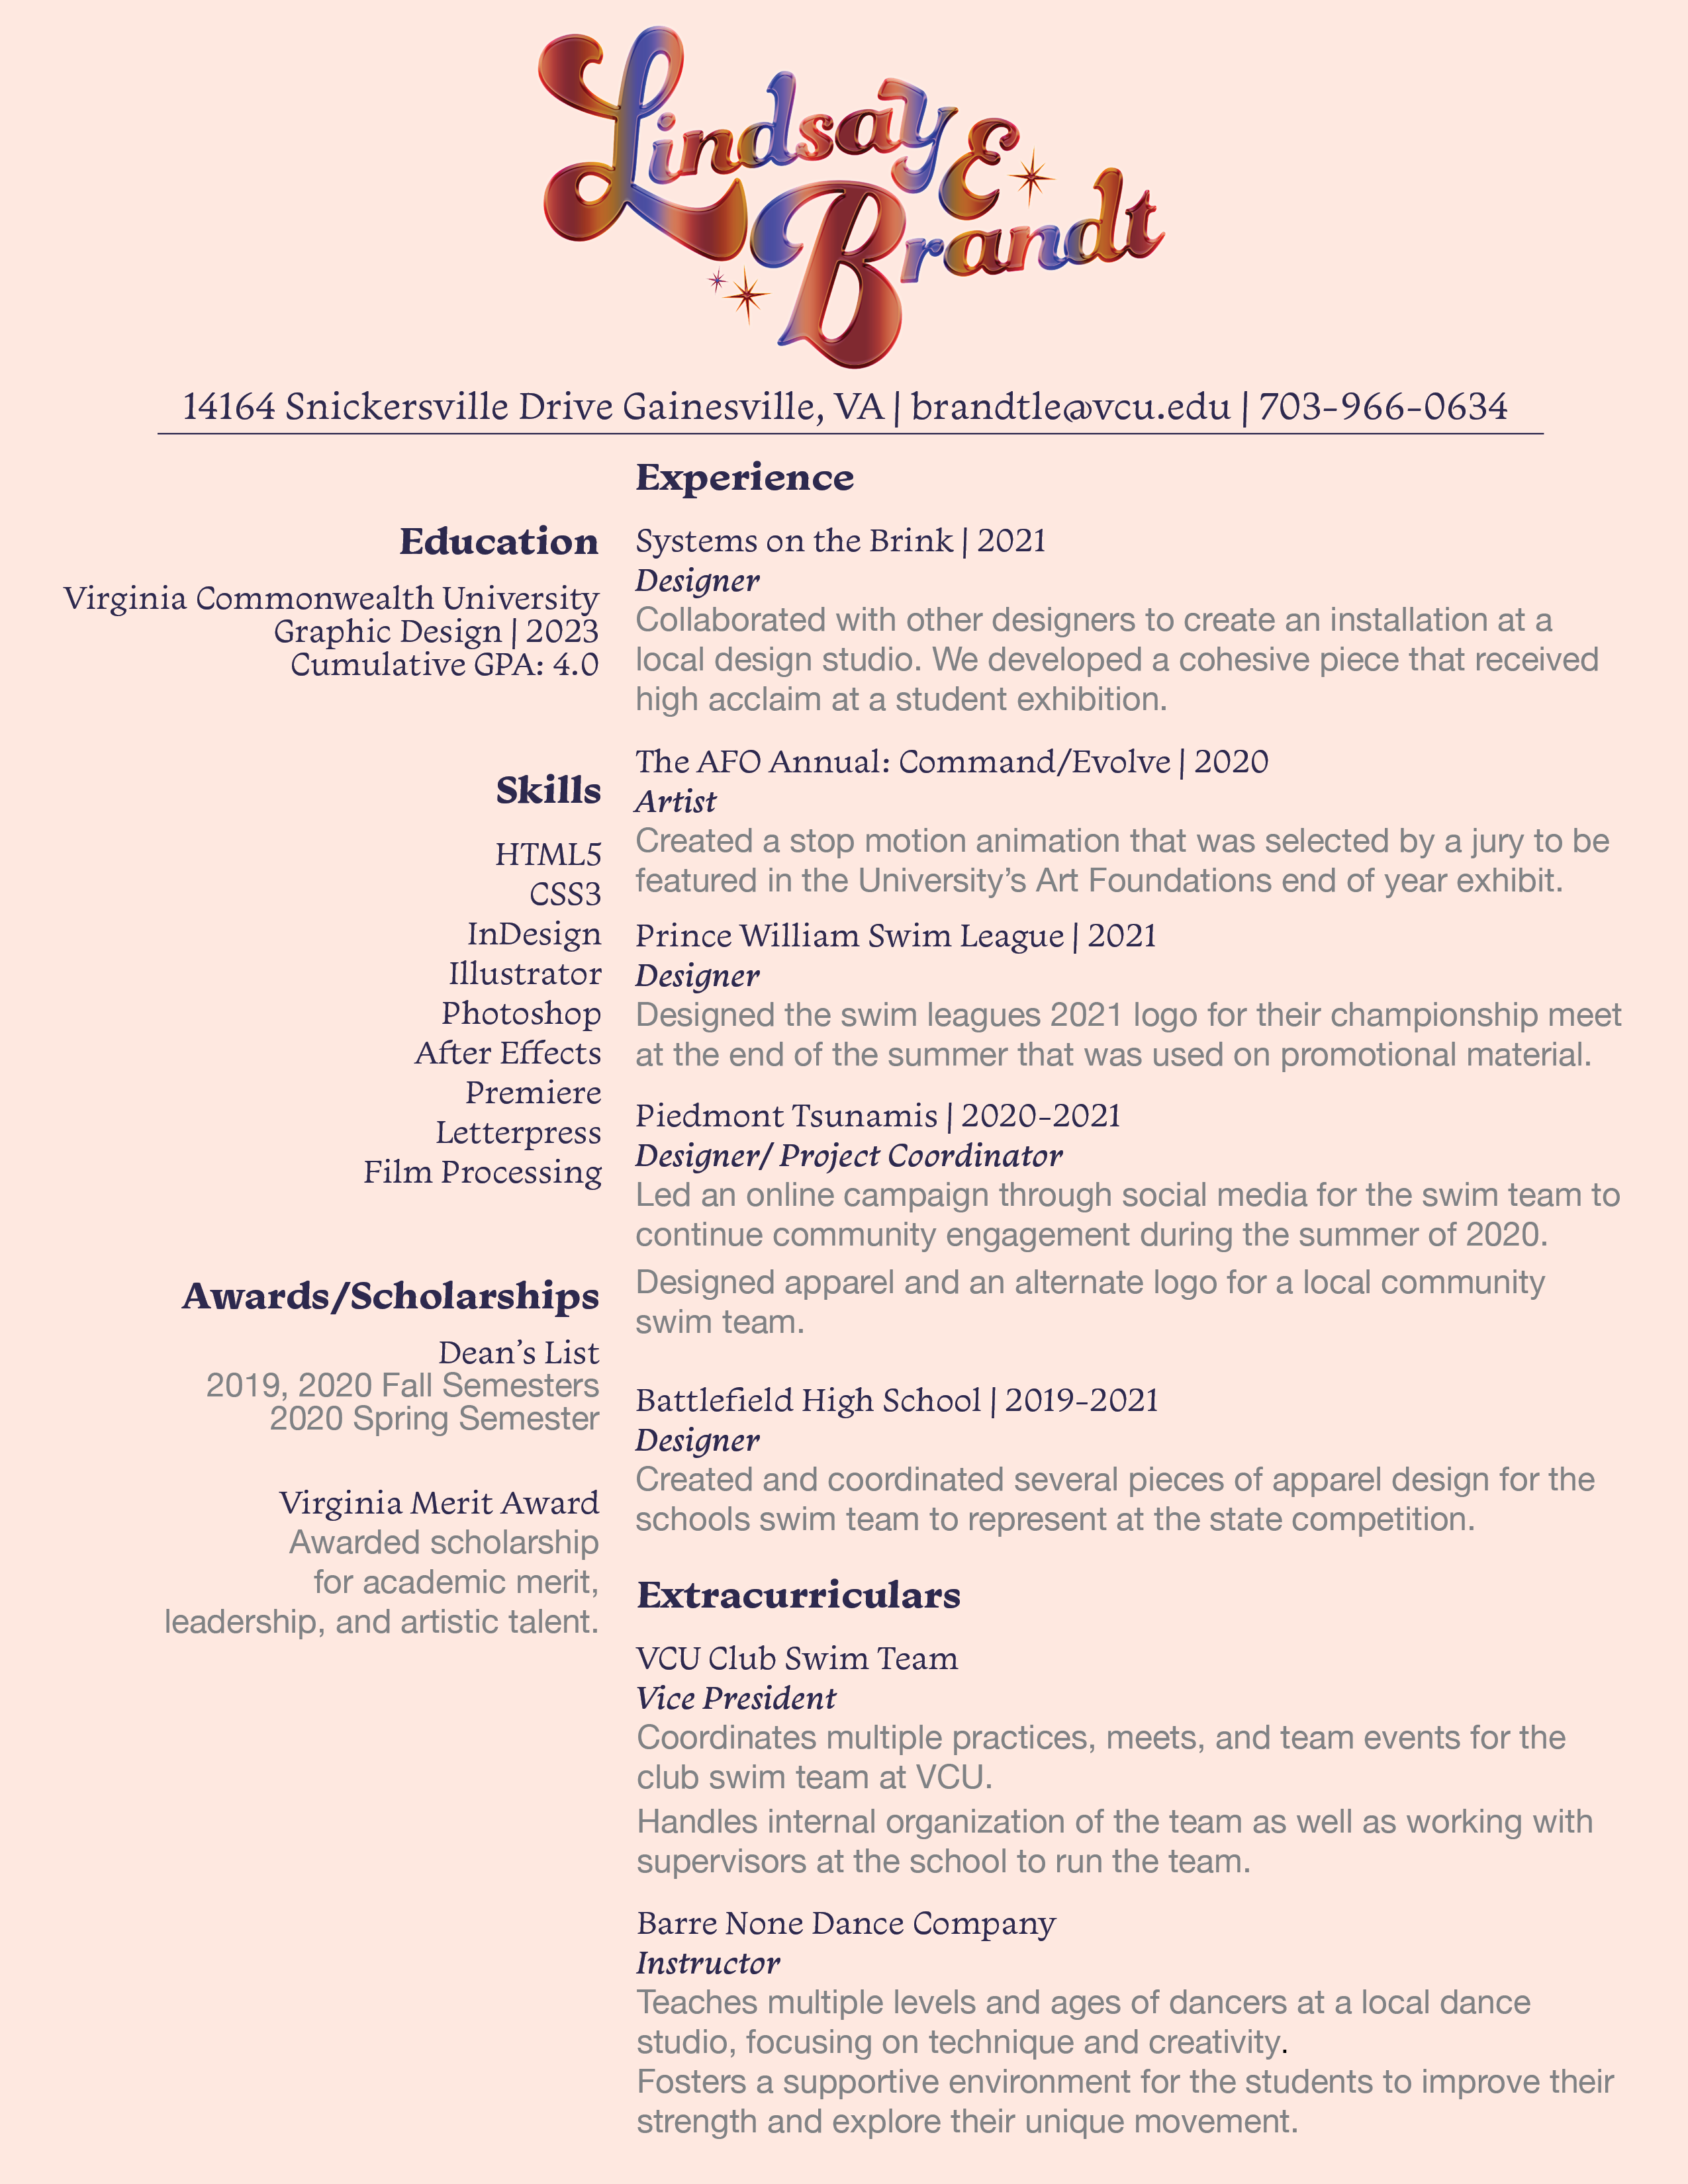 Lindsay E
Brandt
14164 Snickersville Drive Gainesville, VA | brandtle@vcu.edu | 703-966-0634
Education
Virginia Commonwealth University
Graphic Design | 2023
Cumulative GPA: 4.0
Skills
HTML5
CSS3
InDesign
Illustrator
Photoshop
After Effects
Premiere
Letterpress
Film Processing
Awards/Scholarships
Dean’s List
2019, 2020 Fall Semesters
2020 Spring Semester
Virginia Merit Award
Awarded scholarship
for academic merit,
leadership, and artistic talent.
Experience
Systems on the Brink | 2021
Designer
Collaborated with other designers to create an installation at a
local design studio. We developed a cohesive piece that received
high acclaim at a student exhibition.
The AFO Annual: Command/Evolve | 2020
Artist
Created a stop motion animation that was selected by a jury to be
featured in the University’s Art Foundations end of year exhibit.
Prince William Swim League | 2021
Designer
Designed the swim leagues 2021 logo for their championship meet
at the end of the summer that was used on promotional material.
Piedmont Tsunamis | 2020-2021
Designer/ Project Coordinator
Led an online campaign through social media for the swim team to
continue community engagement during the summer of 2020.
Designed apparel and an alternate logo for a local community
swim team.
Battlefield High School | 2019-2021
Designer
Created and coordinated several pieces of apparel design for the
schools swim team to represent at the state competition.
Extracurriculars
VCU Club Swim Team
Vice President
Coordinates multiple practices, meets, and team events for the
club swim team at VCU.
Handles internal organization of the team as well as working with
supervisors at the school to run the team.
Barre None Dance Company
Instructor
Teaches multiple levels and ages of dancers at a local dance
studio, focusing on technique and creativity.
Fosters a supportive environment for the students to improve their
strength and explore their unique movement.